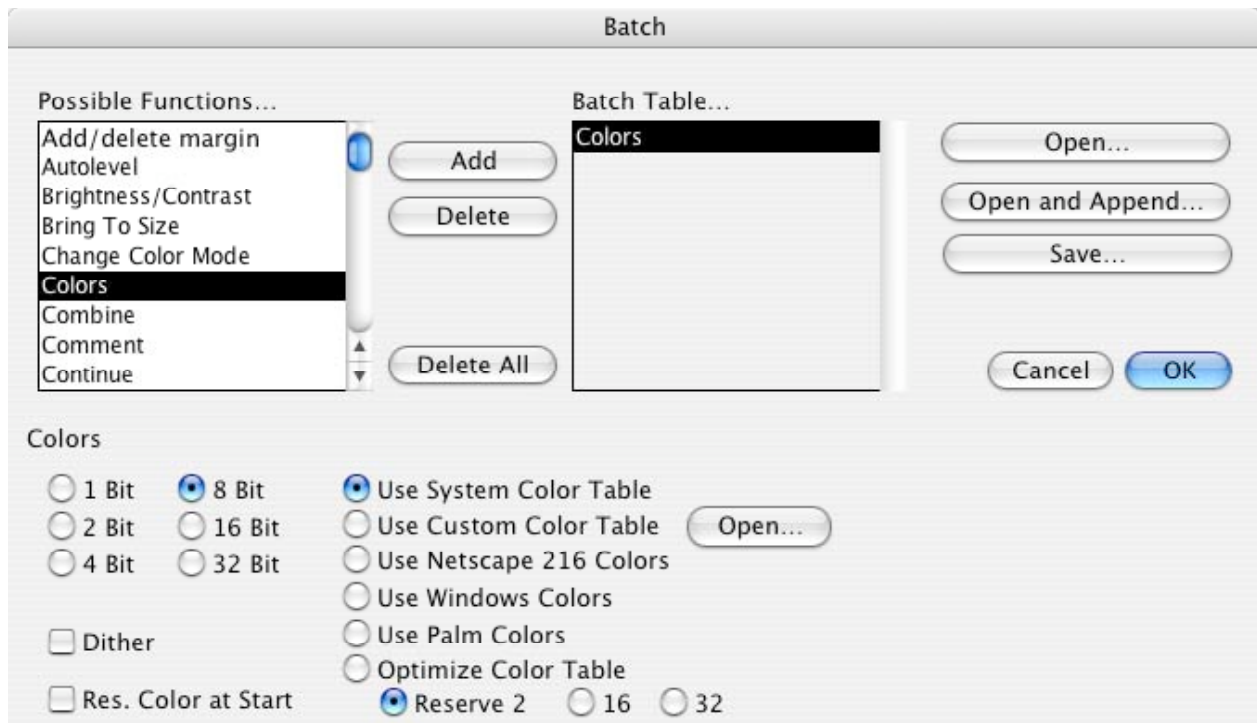 Batch
Possible Functions...
Add/delete margin
Autolevel
Brightness/Contrast
Bring To Size
Change Color Mode
Colors
Combine
Comment
Continue
Add
Delete
Delete All
Batch Table...
Colors
Open...
Open and Append...
Save...
Cancel
OK
Colors
1 Bit
8 Bit
2 Bit
16 Bit
4 Bit
32 Bit
Dither
Res. Color at Start
Use System Color Table
Use Custom Color Table
Open...
Use Netscape 216 Colors
Use Windows Colors
Use Palm Colors
Optimize Color Table
Reserve 2
16
32